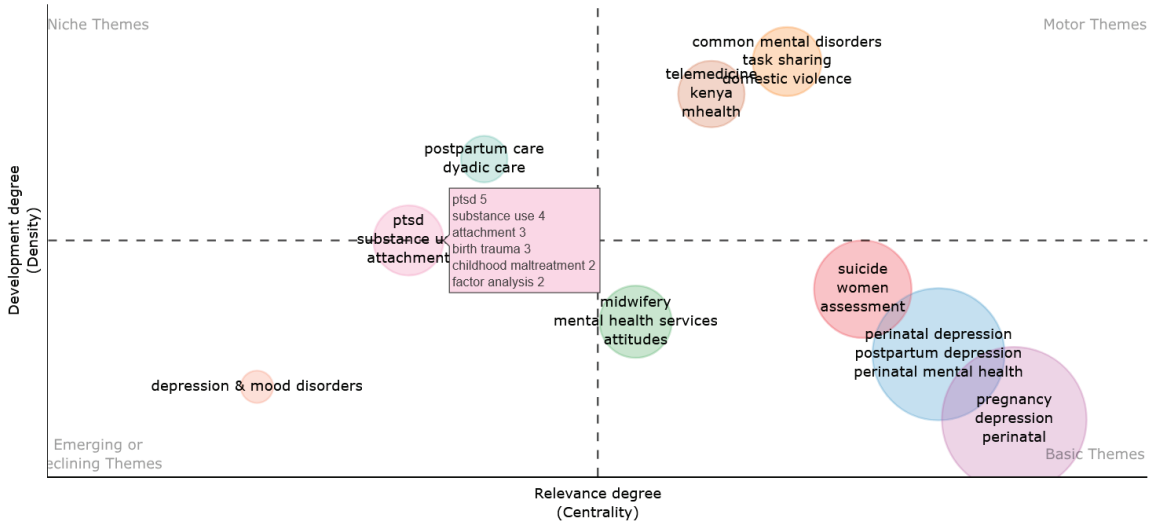 Niche Themes
Motor Themes
common mental disorders
task sharing
domestic violence
telemedicine
kenya
mhealth
postpartum care
dyadic care
ptsd
substance u
attachment
ptsd 5
substance use 4
attachment 3
birth trauma 3
childhood maltreatment 2
factor analysis 2
suicide
women
assessment
midwifery
mental health services
attitudes
perinatal depression
postpartum depression
perinatal mental health
depression & mood disorders
pregnancy
depression
perinatal
Emerging or
eclining Themes
Basic Themes
Development degree
(Density)
Relevance degree
(Centrality)